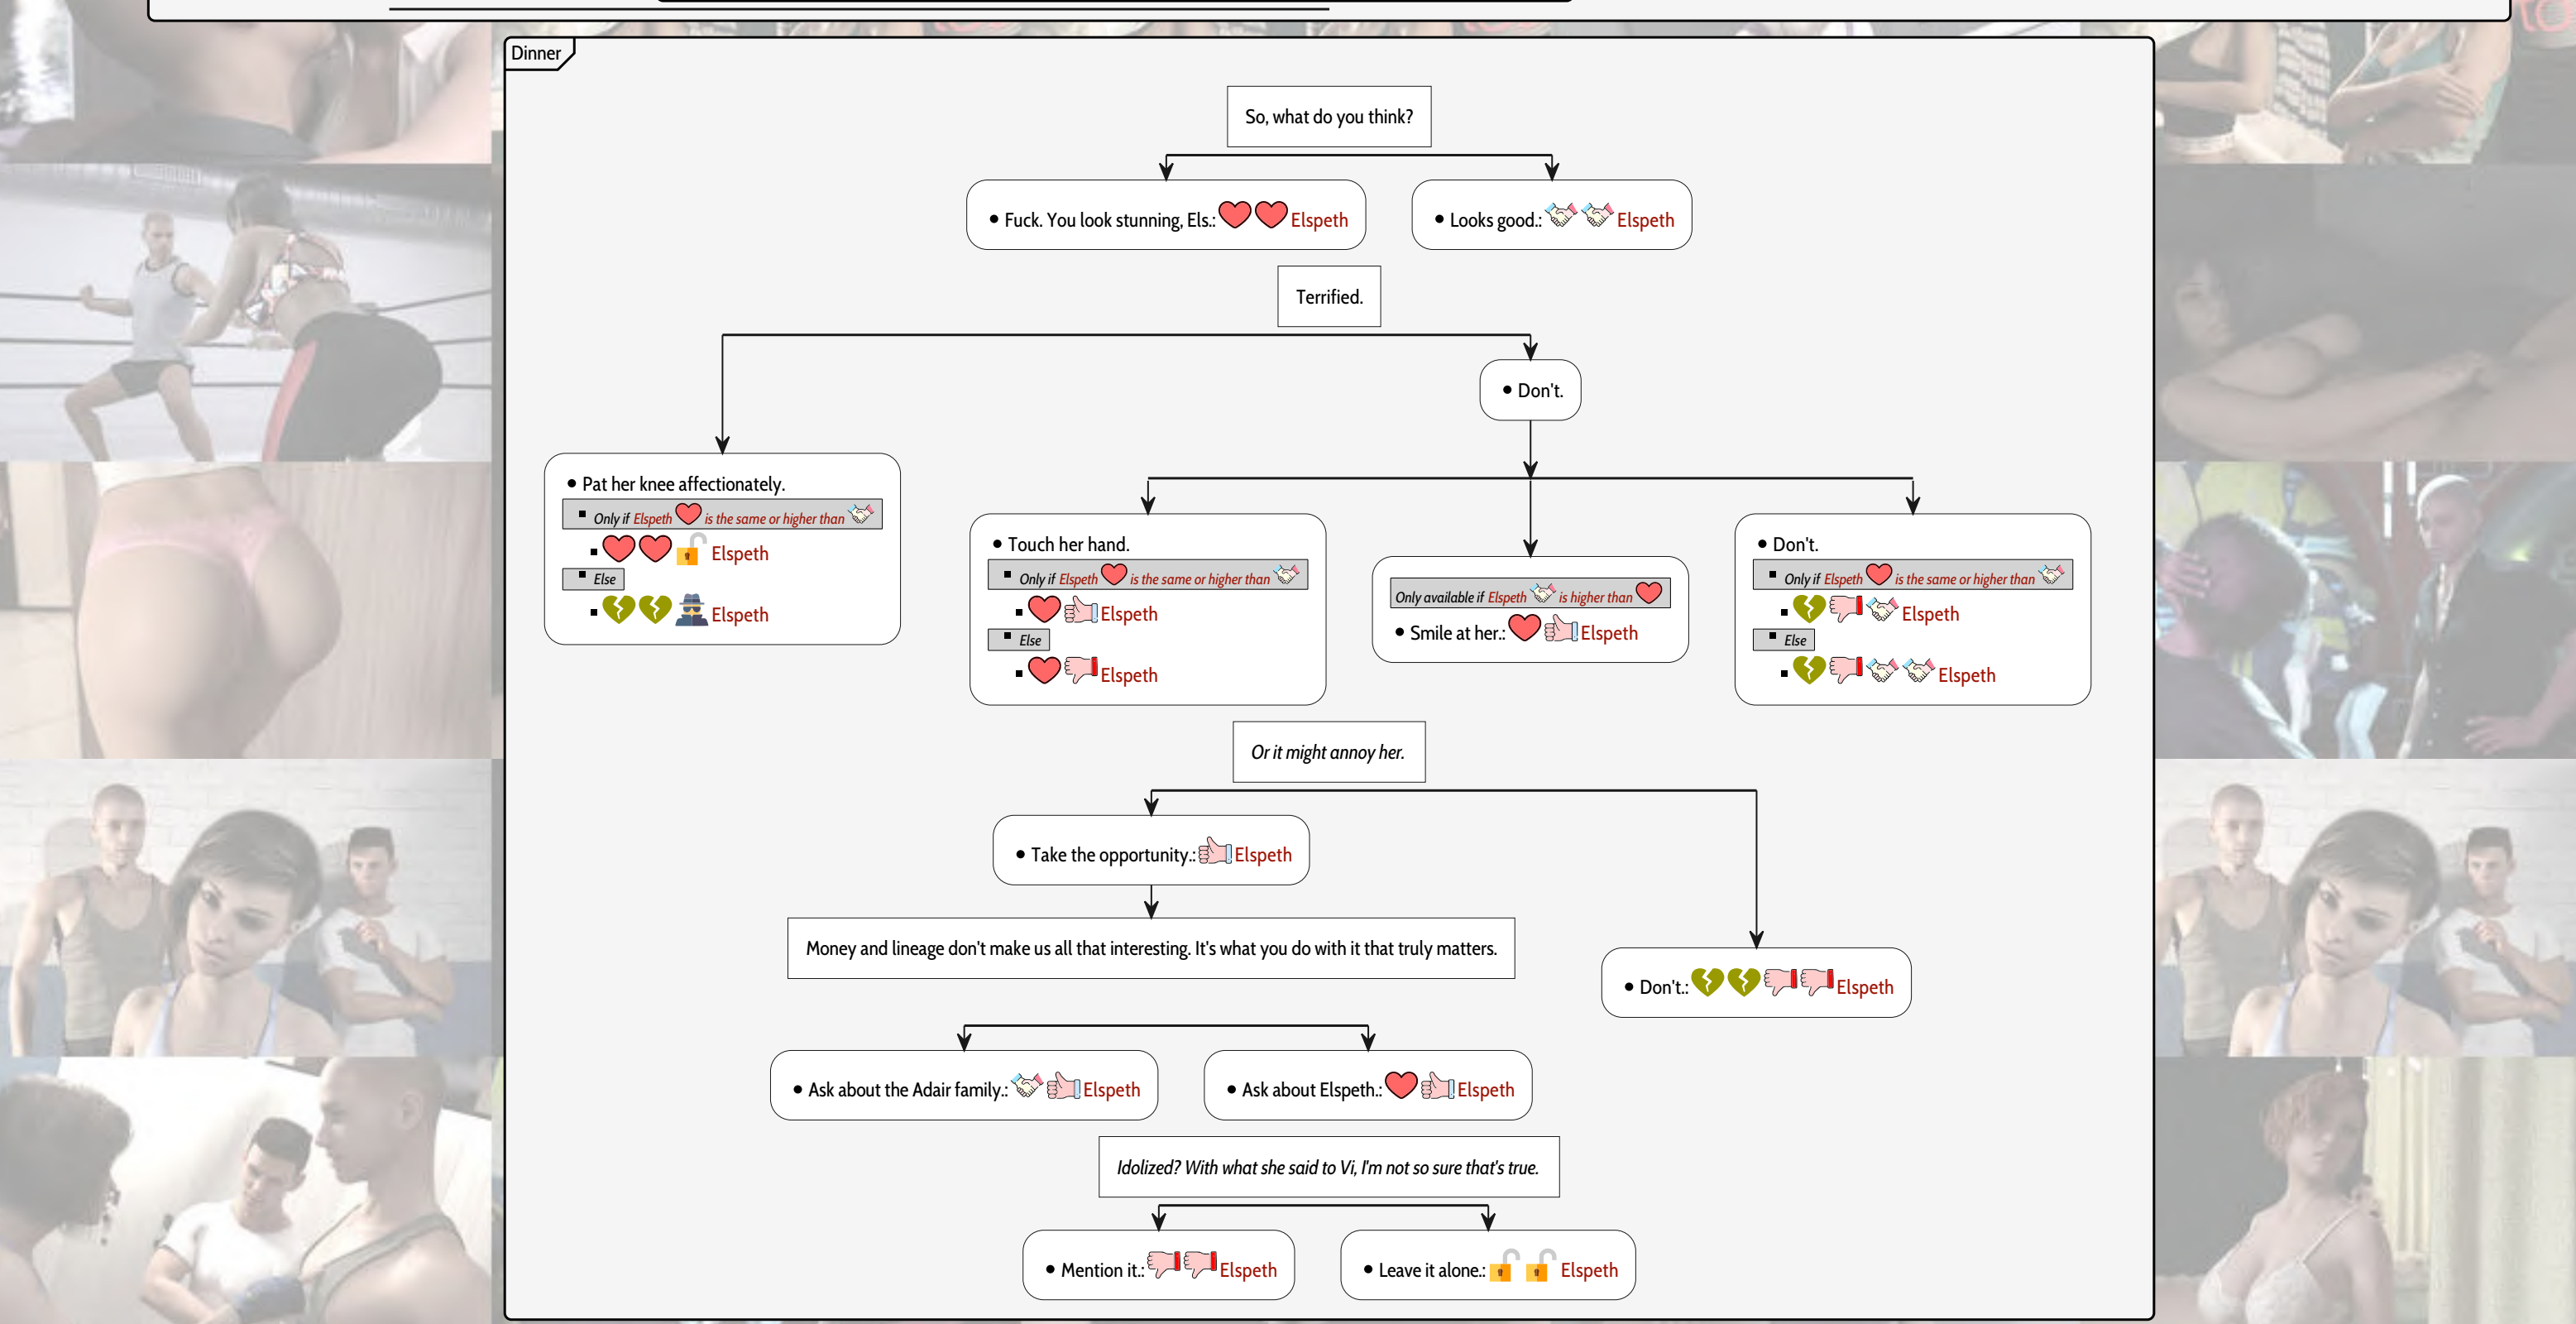 Dinner
So, what do you think?
Fuck. You look stunning, Els.: Elspeth
Looks good.: Elspeth
Terrified.
Don't.
Pat her knee affectionately.
Only if Elspeth is the same or higher than
Elspeth
Else
Elspeth
Touch her hand.
Only if Elspeth is the same or higher than
Elspeth
Else
Elspeth
Only available if Elspeth is higher than
Smile at her.: Elspeth
Don't.
Only if Elspeth is the same or higher than
Elspeth
Else
Elspeth
Or it might annoy her.
Take the opportunity.: Elspeth
Money and lineage don't make us all that interesting. It's what you do with it that truly matters.
Don't.: Elspeth
Ask about the Adair family.: Elspeth
Ask about Elspeth.: Elspeth
Idolized? With what she said to Vi, I'm not so sure that's true.
Mention it.: Elspeth
Leave it alone.: Elspeth